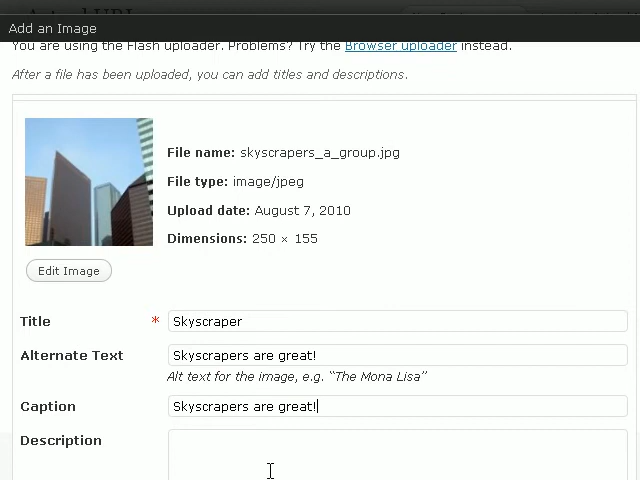 Add an Image
You are using the Flash uploader. Problems? Try the Browser uploader instead.
After a file has been uploaded, you can add titles and descriptions.
File name: skyscrapers_a_group.jpg
File type: image/jpeg
Upload date: August 7, 2010
Dimensions: 250 × 155
Edit Image
Title * Skyscraper
Alternate Text Skyscrapers are great!
Alt text for the image, e.g. “The Mona Lisa”
Caption Skyscrapers are great!
Description